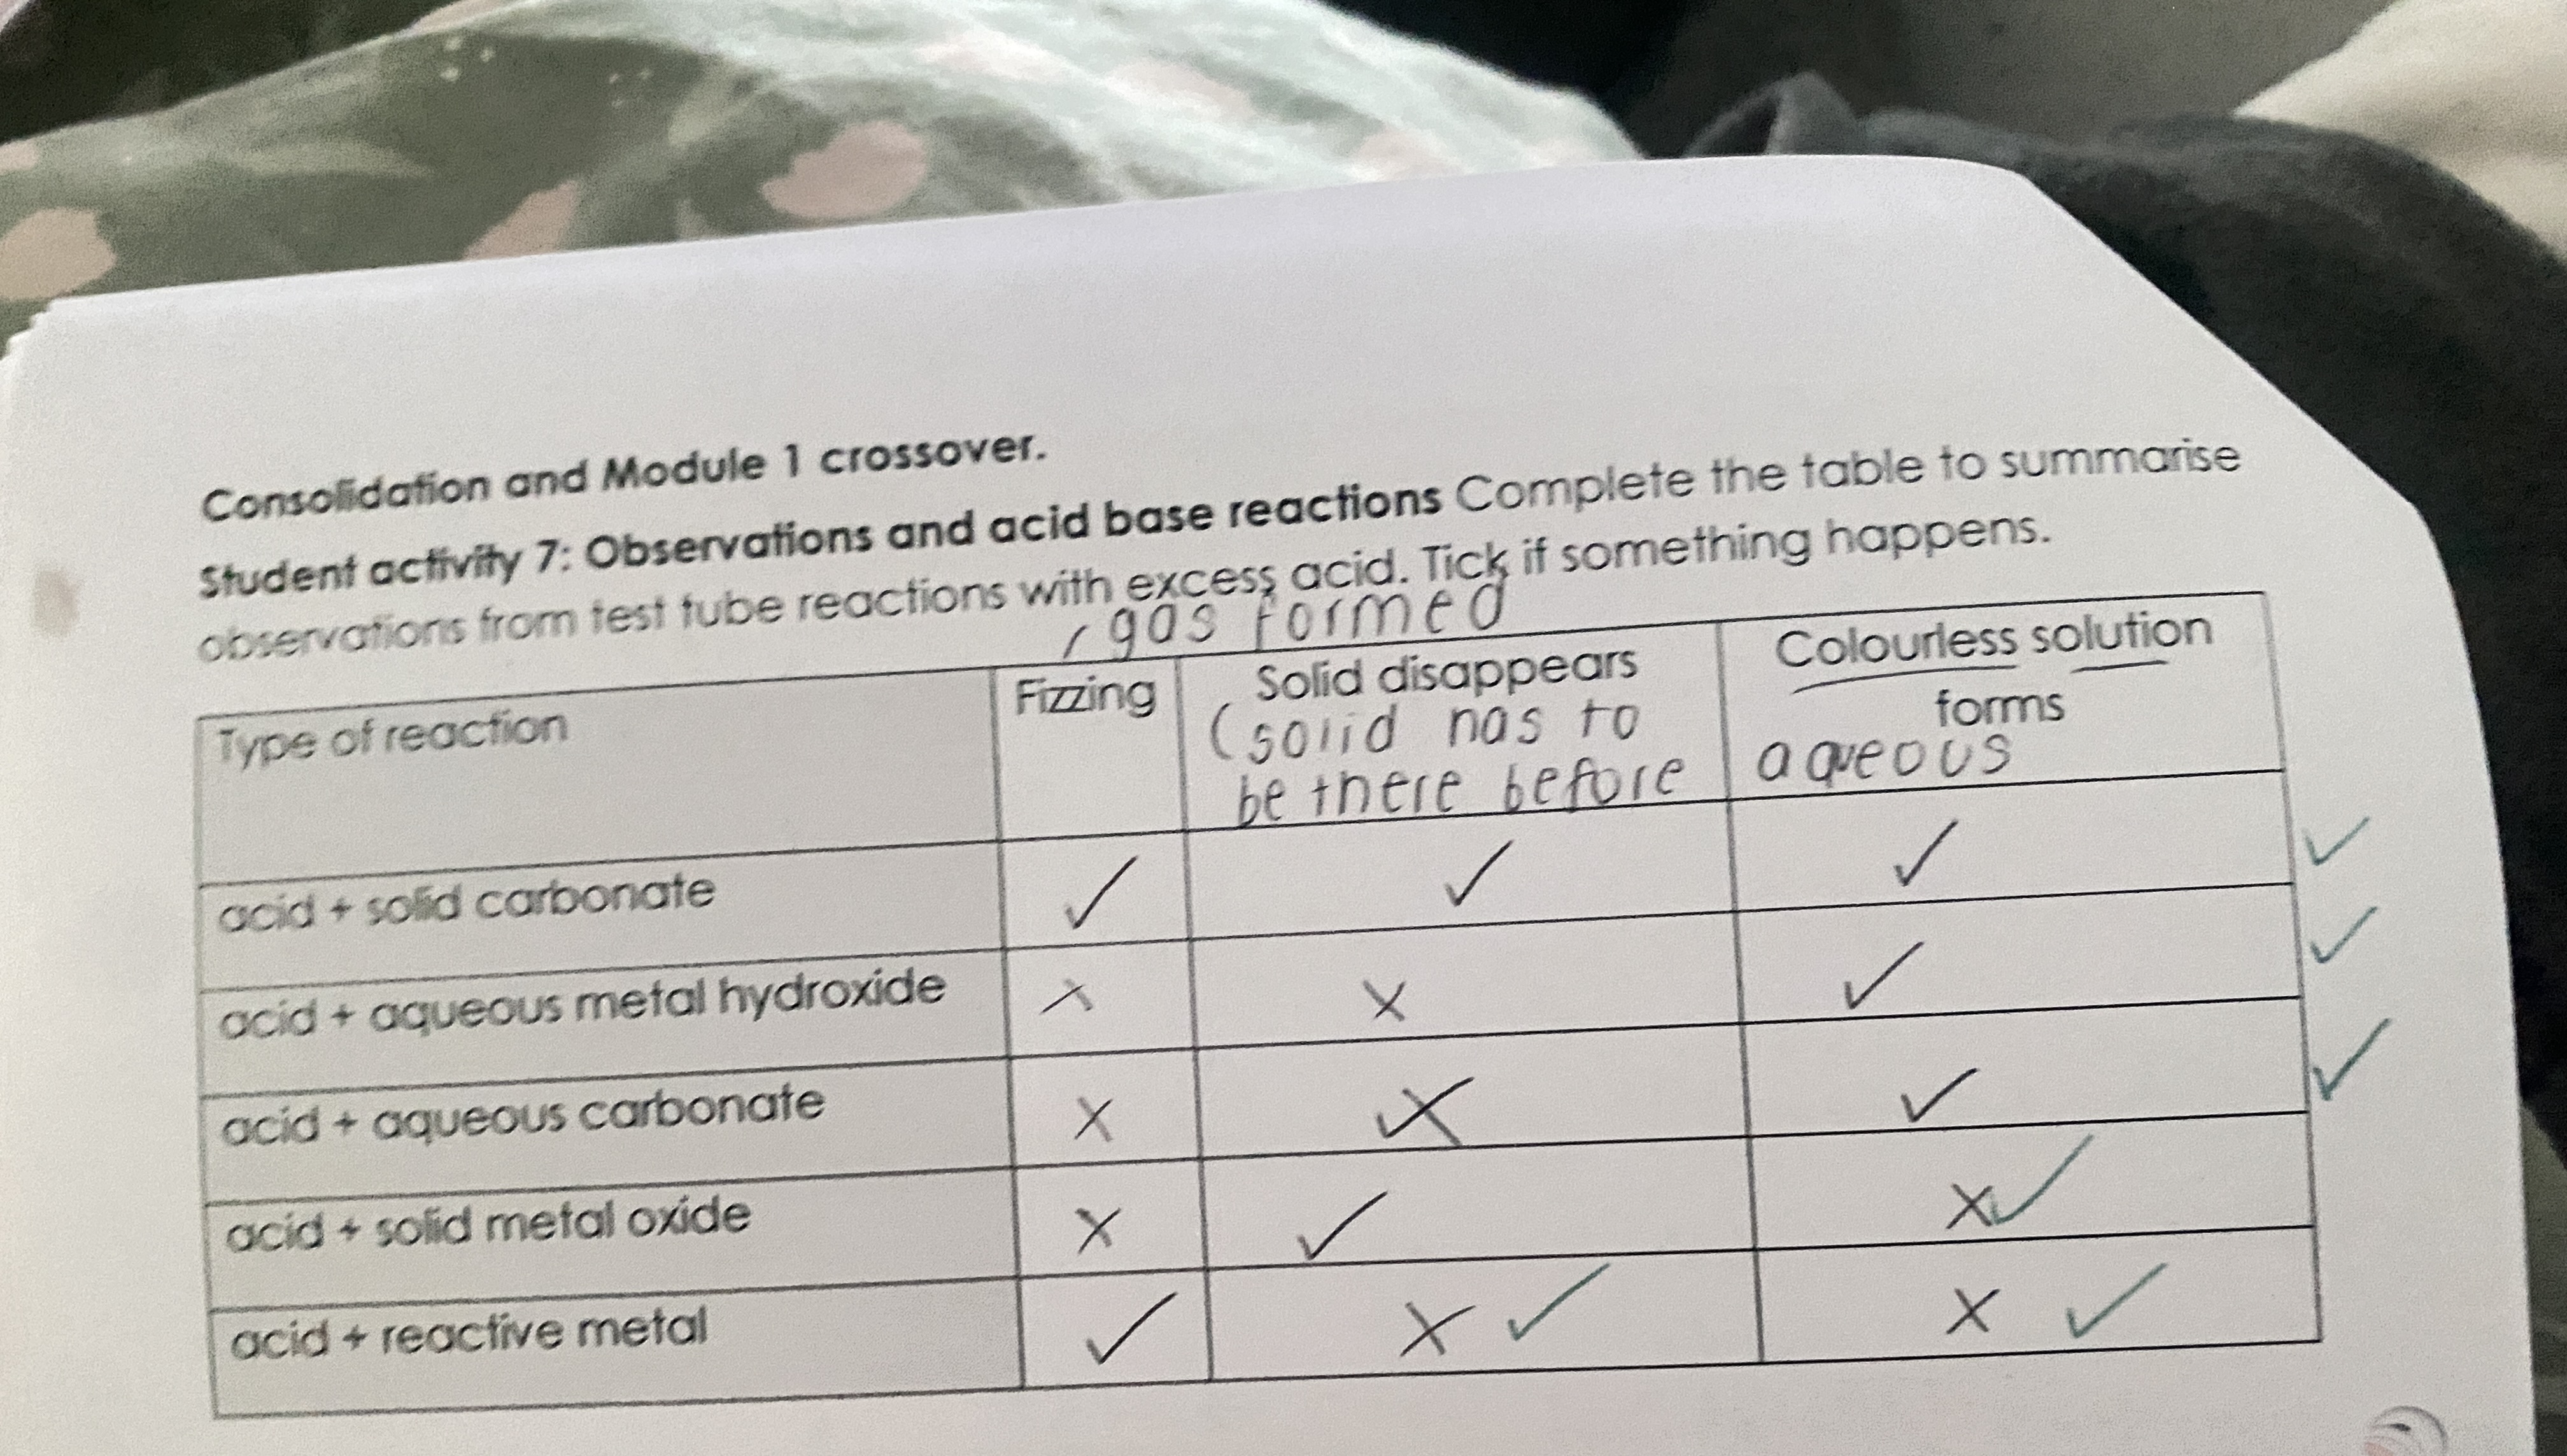 Consolidation and Module 1 crossover.
Student activity 7: Observations and acid base reactions Complete the table to summarise
observations from test tube reactions with excess acid. Tick if something happens.
, gas formed
Type of reaction
Fizzing
Solid disappears
(solid has to
be there before
Colourless solution
forms
aqueous
acid + solid carbonate ✓ ✓ ✓ ✓
acid + aqueous metal hydroxide x x ✓ ✓
acid + aqueous carbonate x x ✓ ✓
acid + solid metal oxide x ✓ x ✓
acid + reactive metal ✓ x ✓ x ✓